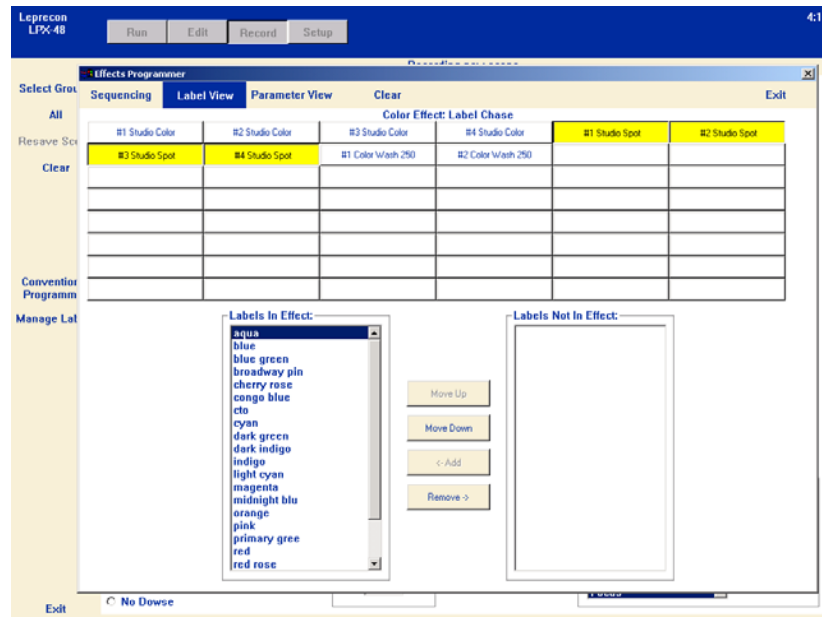 Leprecon
LPX-48
Run Edit Record Setup
4:1
Effects Programmer
Select Grou
Sequencing Label View Parameter View Clear Exit
All
Color Effect: Label Chase
#1 Studio Color #2 Studio Color #3 Studio Color #4 Studio Color #1 Studio Spot #2 Studio Spot
Resave Sce
#3 Studio Spot #4 Studio Spot #1 Color Wash 250 #2 Color Wash 250
Clear
Convention
Programm
Manage Lal
Labels In Effect: Labels Not In Effect:
aqua
blue
blue green
broadway pin
cherry rose
congo blue
cto
cyan
dark green
dark indigo
indigo
light cyan
magenta
midnight blu
orange
pink
primary gree
red
red rose
Move Up
Move Down
<- Add
Remove ->
No Dowse
Focus
Exit